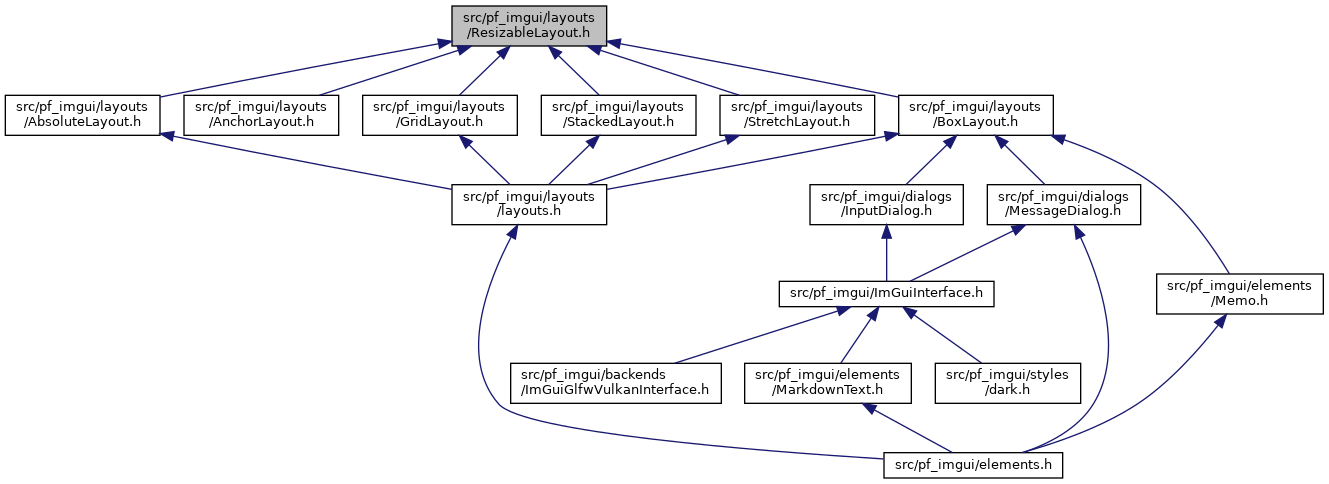 src/pf_imgui/layouts
/ResizableLayout.h
src/pf_imgui/layouts
/AbsoluteLayout.h
src/pf_imgui/layouts
/AnchorLayout.h
src/pf_imgui/layouts
/GridLayout.h
src/pf_imgui/layouts
/StackedLayout.h
src/pf_imgui/layouts
/StretchLayout.h
src/pf_imgui/layouts
/BoxLayout.h
src/pf_imgui/layouts
/layouts.h
src/pf_imgui/dialogs
/InputDialog.h
src/pf_imgui/dialogs
/MessageDialog.h
src/pf_imgui/ImGuiInterface.h
src/pf_imgui/elements
/Memo.h
src/pf_imgui/backends
/ImGuiGlfwVulkanInterface.h
src/pf_imgui/elements
/MarkdownText.h
src/pf_imgui/styles
/dark.h
src/pf_imgui/elements.h